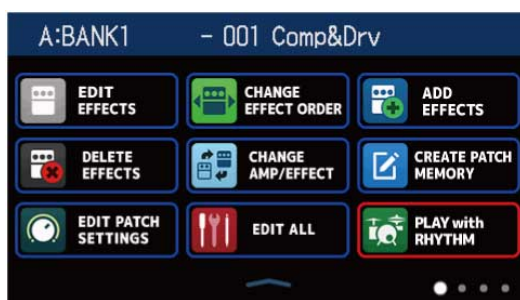 A:BANK1 - 001 Comp&Drv
EDIT
EFFECTS
CHANGE
EFFECT ORDER
ADD
EFFECTS
DELETE
EFFECTS
CHANGE
AMP/EFFECT
CREATE PATCH
MEMORY
EDIT PATCH
SETTINGS
EDIT ALL
PLAY with
RHYTHM